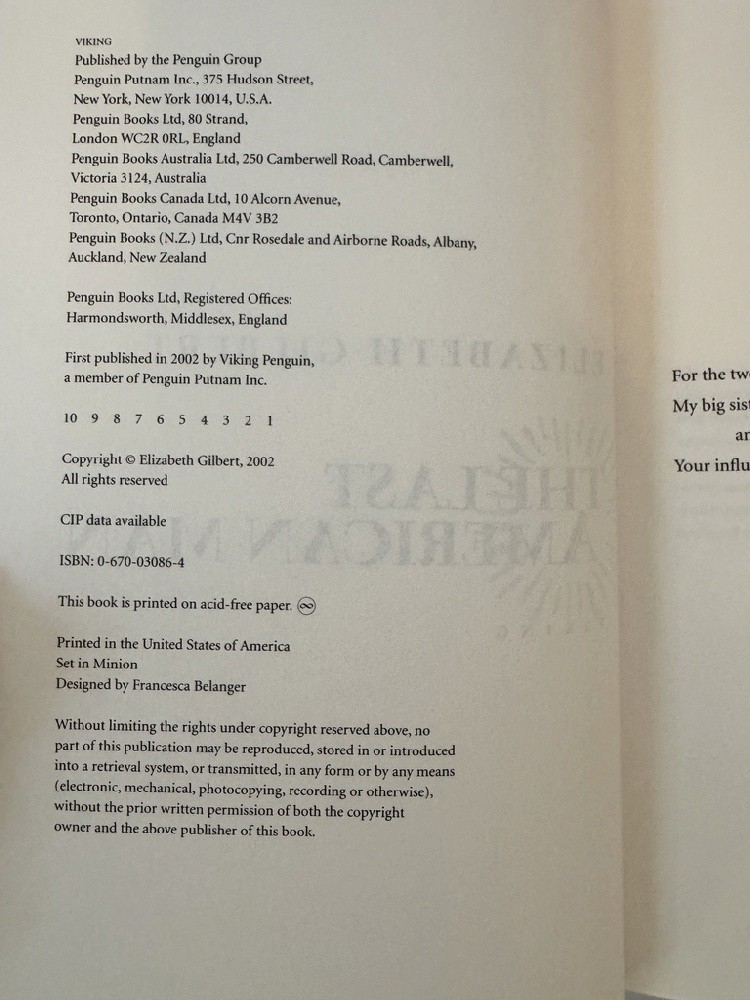 VIKING
Published by the Penguin Group
Penguin Putnam Inc., 375 Hudson Street,
New York, New York 10014, U.S.A.
Penguin Books Ltd, 80 Strand,
London WC2R 0RL, England
Penguin Books Australia Ltd, 250 Camberwell Road, Camberwell,
Victoria 3124, Australia
Penguin Books Canada Ltd, 10 Alcorn Avenue,
Toronto, Ontario, Canada M4V 3B2
Penguin Books (N.Z.) Ltd, Cnr Rosedale and Airborne Roads, Albany,
Auckland, New Zealand
Penguin Books Ltd, Registered Offices:
Harmondsworth, Middlesex, England
First published in 2002 by Viking Penguin,
a member of Penguin Putnam Inc.
10 9 8 7 6 5 4 3 2 1
Copyright © Elizabeth Gilbert, 2002
All rights reserved
CIP data available
ISBN: 0-670-03086-4
This book is printed on acid-free paper. ♾
Printed in the United States of America
Set in Minion
Designed by Francesca Belanger
Without limiting the rights under copyright reserved above, no
part of this publication may be reproduced, stored in or introduced
into a retrieval system, or transmitted, in any form or by any means
(electronic, mechanical, photocopying, recording or otherwise),
without the prior written permission of both the copyright
owner and the above publisher of this book.
ELIZABETH GILBERT
THE LAST
AMERICAN MAN
For the
My big
Your